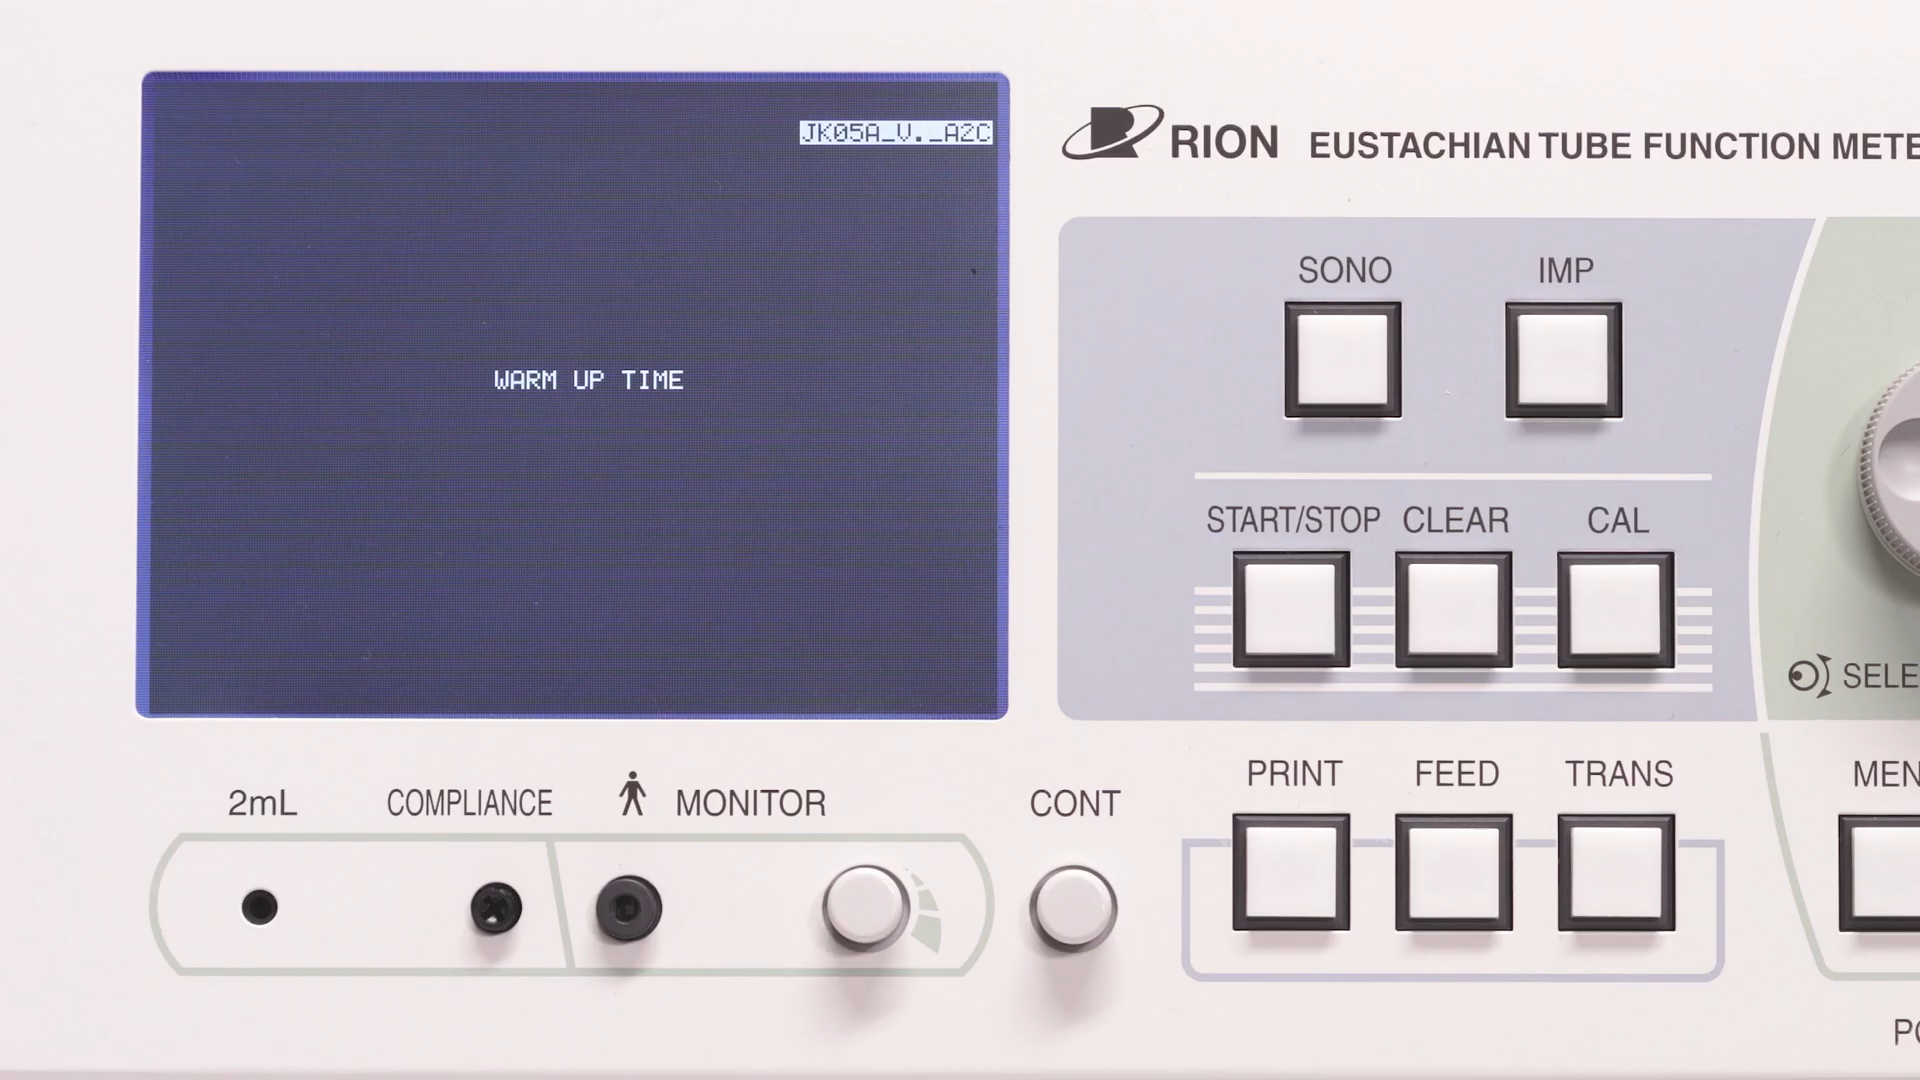 JK05A_V._A2C
WARM UP TIME
RION EUSTACHIAN TUBE FUNCTION METE
SONO IMP
START/STOP CLEAR CAL
SELE
PRINT FEED TRANS MEN
2mL COMPLIANCE MONITOR CONT
PO